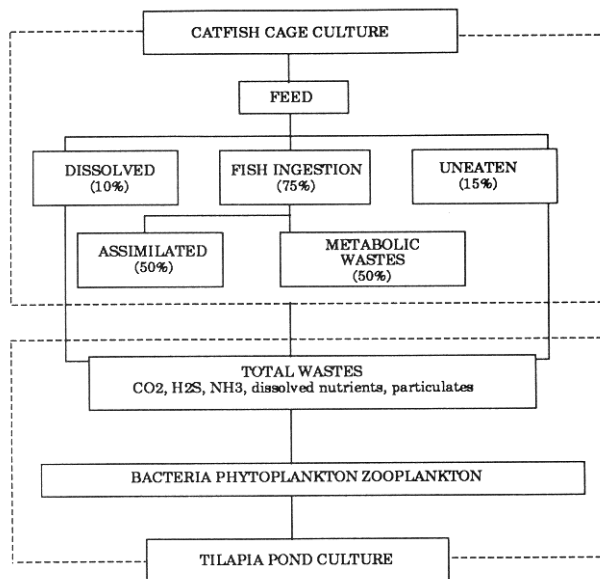 CATFISH CAGE CULTURE
FEED
DISSOLVED
(10%)
FISH INGESTION
(75%)
UNEATEN
(15%)
ASSIMILATED
(50%)
METABOLIC
WASTES
(50%)
TOTAL WASTES
CO2, H2S, NH3, dissolved nutrients, particulates
BACTERIA PHYTOPLANKTON ZOOPLANKTON
TILAPIA POND CULTURE